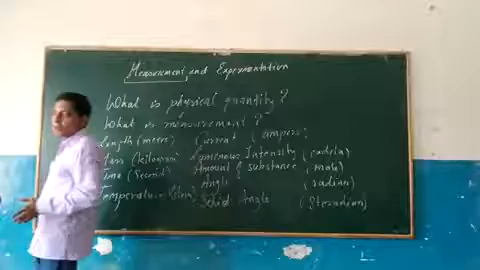 Measurement and Experimentation
What is physical quantity?
What is measurement?
Length (metre) Current (ampere)
Mass (kilogram) Luminous Intensity (candela)
Time (Second) Amount of substance (mole)
Angle (radian)
Temperature Solid Angle (Steradian)